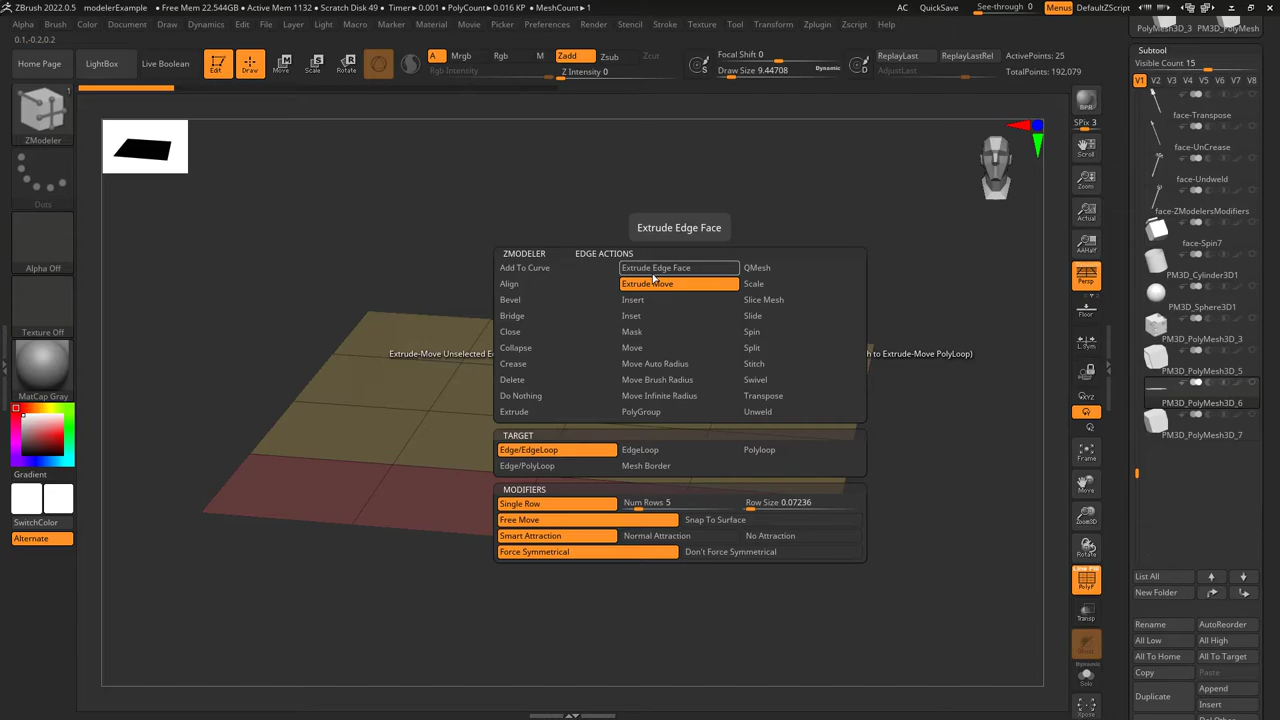 ZBrush 2022.0.5 modelerExample • Free Mem 22.544GB • Active Mem 1132 • Scratch Disk 49 • Timer▸0.001 • PolyCount▸0.016 KP • MeshCount▸1 AC QuickSave See-through 0 Menus DefaultZScript
Alpha Brush Color Document Draw Dynamics Edit File Layer Light Macro Marker Material Movie Picker Preferences Render Stencil Stroke Texture Tool Transform Zplugin Zscript Help
0.1,-0.2,0.2
Home Page
LightBox
Live Boolean
Edit
Draw
Move
Scale
Rotate
A Mrgb Rgb M
Rgb Intensity
Zadd Zsub Zcut
Z Intensity 0
S
Focal Shift 0
Draw Size 9.44708 Dynamic
D
ReplayLast ReplayLastRel
AdjustLast
ActivePoints: 25
TotalPoints: 192,079
1
ZModeler
Dots
Alpha Off
Texture Off
MatCap Gray
Gradient
SwitchColor
Alternate
Extrude Edge Face
ZMODELER EDGE ACTIONS
Add To Curve Extrude Edge Face QMesh
Align Extrude Move Scale
Bevel Insert Slice Mesh
Bridge Inset Slide
Close Mask Spin
Collapse Move Split
Extrude-Move Unselected E h to Extrude-Move PolyLoop)
Crease Move Auto Radius Stitch
Delete Move Brush Radius Swivel
Do Nothing Move Infinite Radius Transpose
Extrude PolyGroup Unweld
TARGET
Edge/EdgeLoop EdgeLoop Polyloop
Edge/PolyLoop Mesh Border
MODIFIERS
Single Row Num Rows 5 Row Size 0.07236
Free Move Snap To Surface
Smart Attraction Normal Attraction No Attraction
Force Symmetrical Don't Force Symmetrical
BPR
SPix 3
Scroll
Zoom
Actual
AAHalf
Persp
Floor
L.Sym
XYZ
Frame
Move
Zoom3D
Rotate
Line Fill
PolyF
Transp
Dynamic
Solo
Xpose
PolyMesh3D_3 PM3D_PolyMesh
Subtool
Visible Count 15
V1 V2 V3 V4 V5 V6 V7 V8
face-Transpose
face-UnCrease
face-Undweld
face-ZModelersModifiers
face-Spin7
PM3D_Cylinder3D1
PM3D_Sphere3D1
PM3D_PolyMesh3D_3
PM3D_PolyMesh3D_5
PM3D_PolyMesh3D_6
PM3D_PolyMesh3D_7
List All
New Folder
Rename AutoReorder
All Low All High
All To Home All To Target
Copy Paste
Duplicate Append
Insert